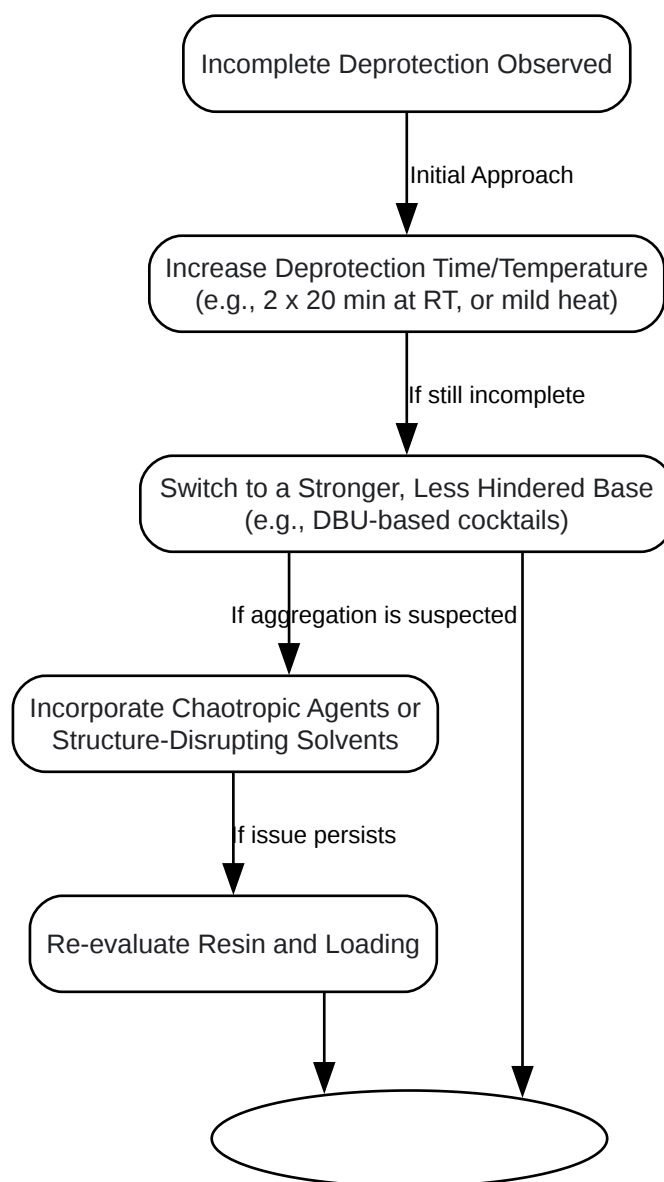 Incomplete Deprotection Observed
Initial Approach
Increase Deprotection Time/Temperature
(e.g., 2 x 20 min at RT, or mild heat)
If still incomplete
Switch to a Stronger, Less Hindered Base
(e.g., DBU-based cocktails)
If aggregation is suspected
Incorporate Chaotropic Agents or
Structure-Disrupting Solvents
If issue persists
Re-evaluate Resin and Loading